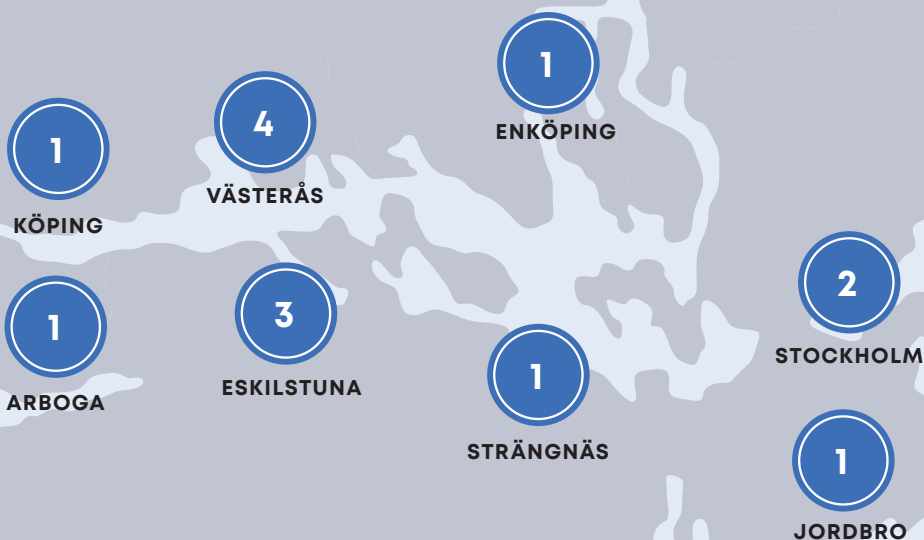 1
ENKÖPING
4
VÄSTERÅS
1
KÖPING
2
STOCKHOLM
3
ESKILSTUNA
1
ARBOGA
1
STRÄNGNÄS
1
JORDBRO